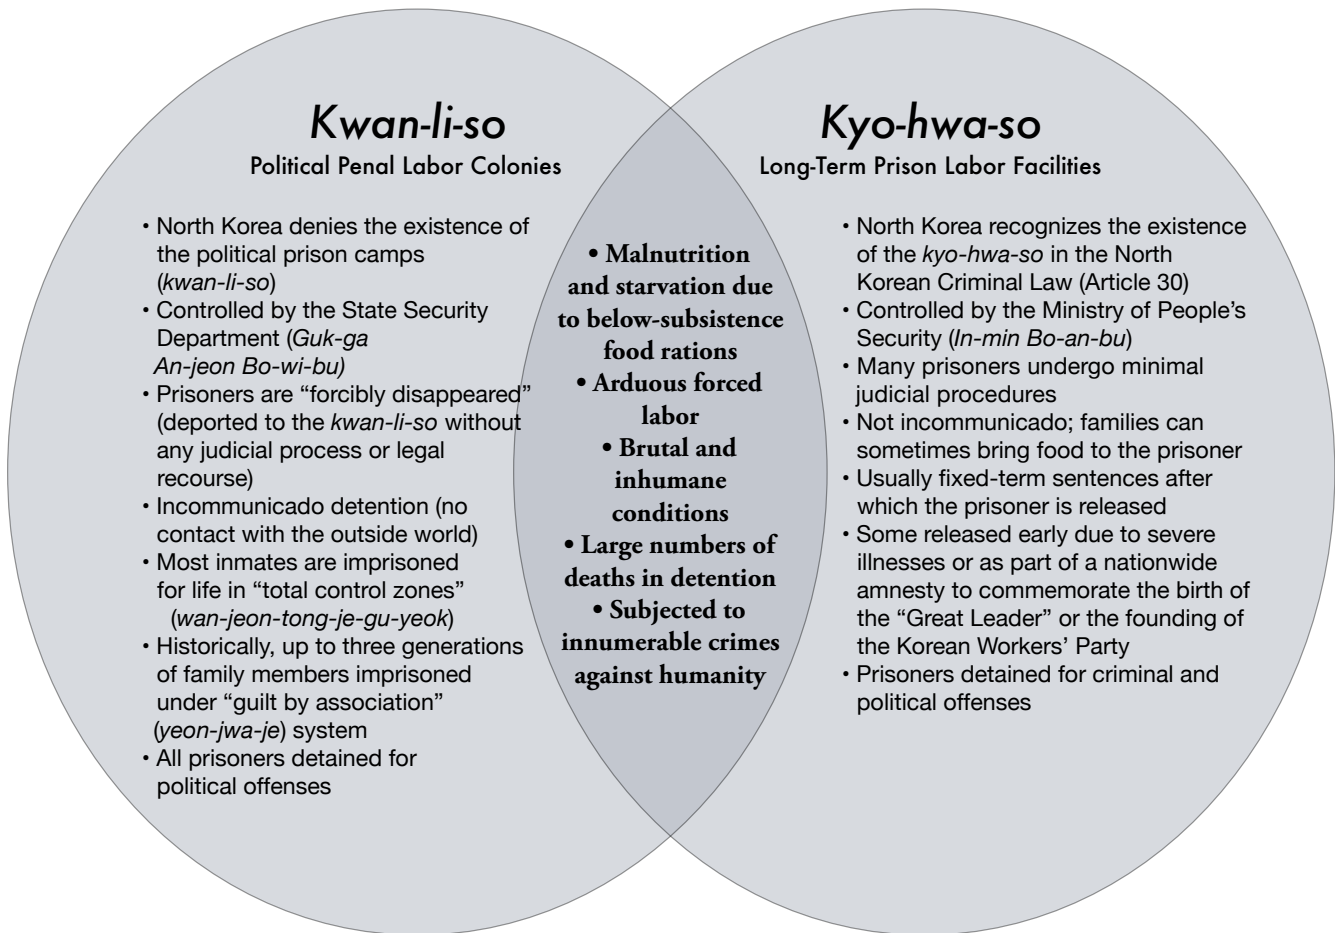 Kwan-li-so
Political Penal Labor Colonies
• North Korea denies the existence of
the political prison camps
(kwan-li-so)
• Controlled by the State Security
Department (Guk-ga
An-jeon Bo-wi-bu)
• Prisoners are “forcibly disappeared”
(deported to the kwan-li-so without
any judicial process or legal
recourse)
• Incommunicado detention (no
contact with the outside world)
• Most inmates are imprisoned
for life in “total control zones”
(wan-jeon-tong-je-gu-yeok)
• Historically, up to three generations
of family members imprisoned
under “guilt by association”
(yeon-jwa-je) system
• All prisoners detained for
political offenses
• Malnutrition
and starvation due
to below-subsistence
food rations
• Arduous forced
labor
• Brutal and
inhumane
conditions
• Large numbers of
deaths in detention
• Subjected to
innumerable crimes
against humanity
Kyo-hwa-so
Long-Term Prison Labor Facilities
• North Korea recognizes the existence
of the kyo-hwa-so in the North
Korean Criminal Law (Article 30)
• Controlled by the Ministry of People’s
Security (In-min Bo-an-bu)
• Many prisoners undergo minimal
judicial procedures
• Not incommunicado; families can
sometimes bring food to the prisoner
• Usually fixed-term sentences after
which the prisoner is released
• Some released early due to severe
illnesses or as part of a nationwide
amnesty to commemorate the birth of
the “Great Leader” or the founding of
the Korean Workers’ Party
• Prisoners detained for criminal and
political offenses